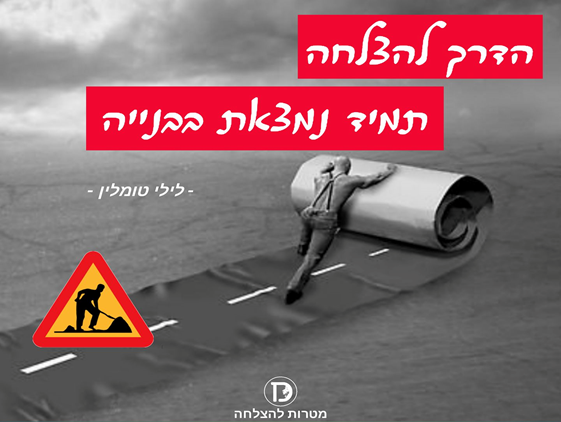 הדרך להצלחה
תמיד נמצאת בבנייה
- לילי טומלין -
מטרות להצלחה